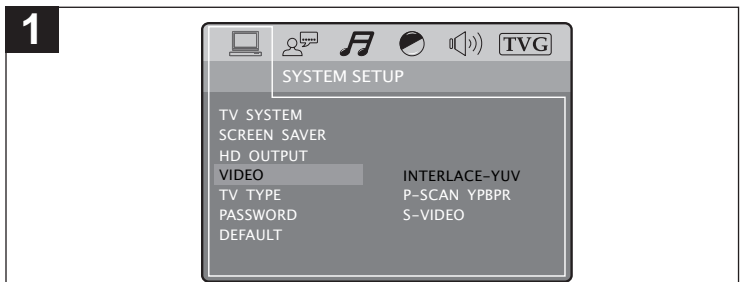 1
TVG
SYSTEM SETUP
TV SYSTEM
SCREEN SAVER
HD OUTPUT
VIDEO INTERLACE-YUV
TV TYPE P-SCAN YPBPR
PASSWORD S-VIDEO
DEFAULT